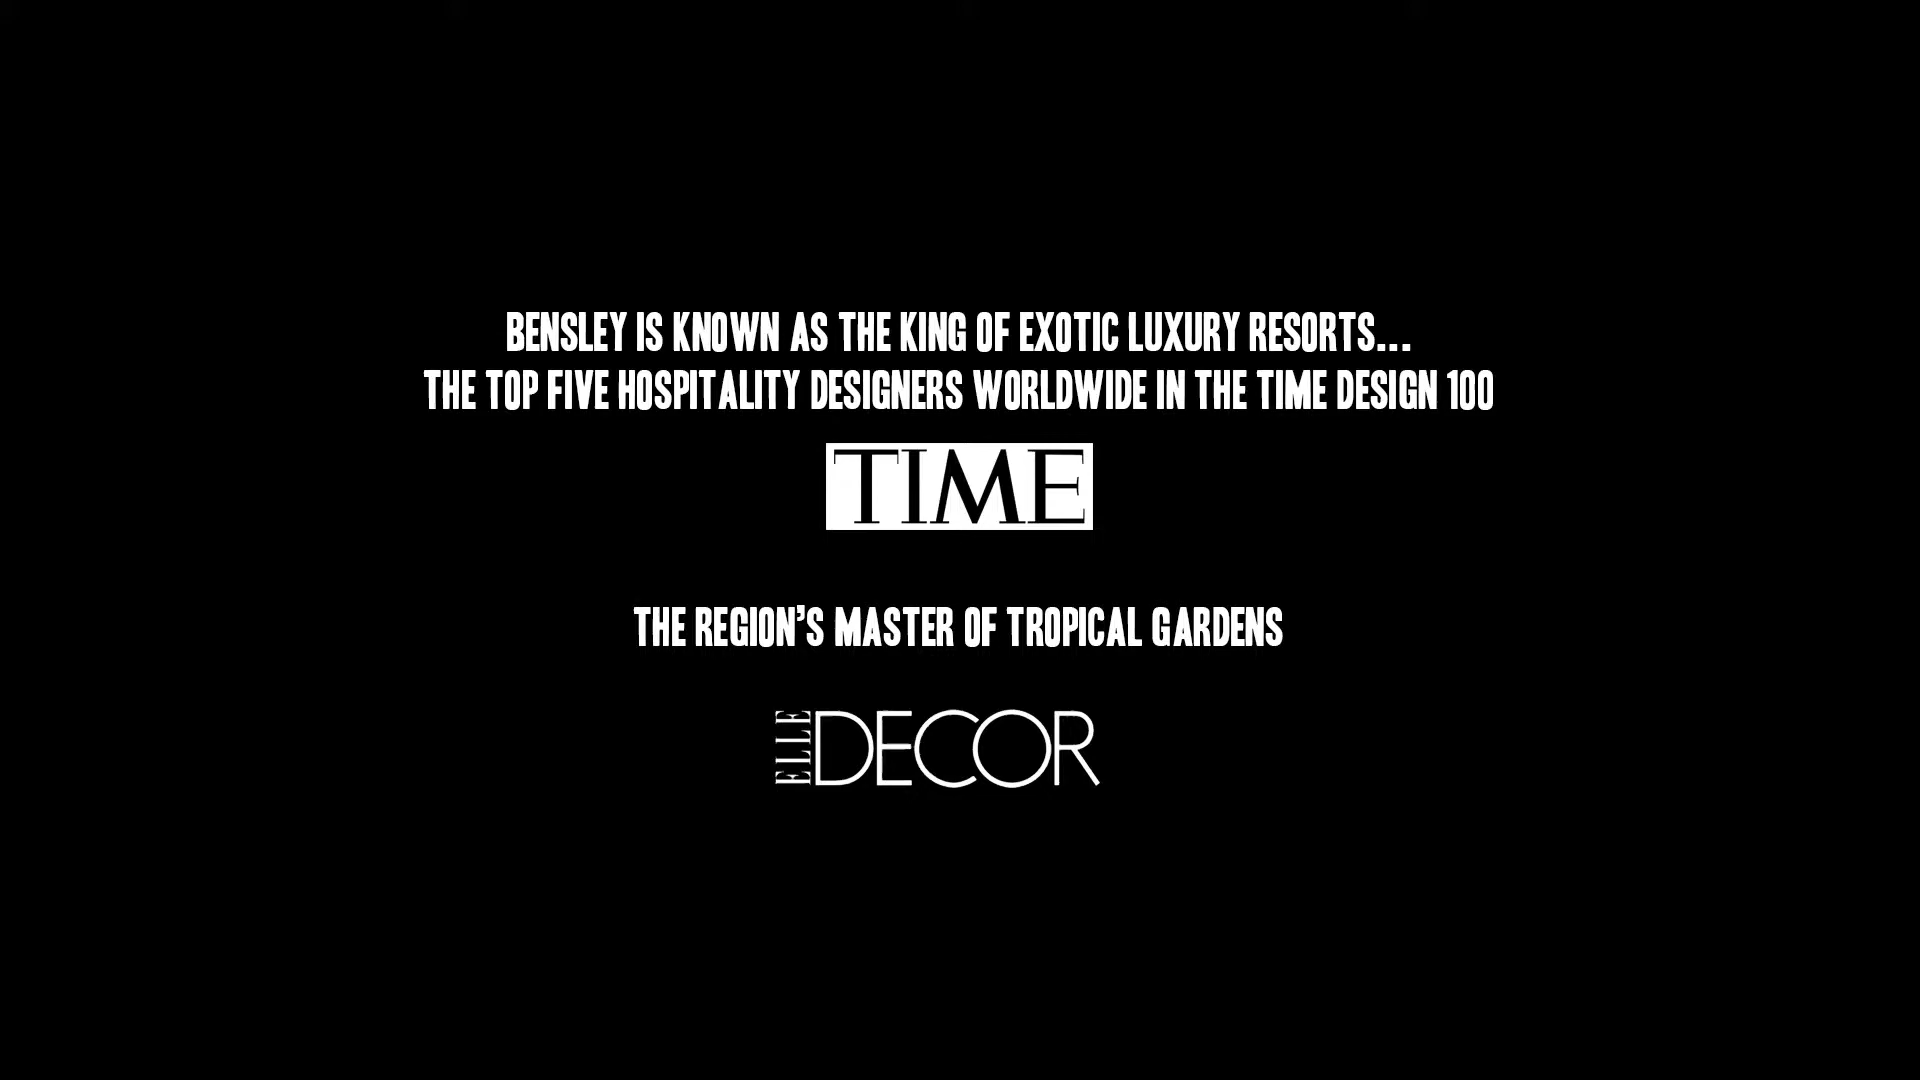 BENSLEY IS KNOWN AS THE KING OF EXOTIC LUXURY RESORTS...
THE TOP FIVE HOSPITALITY DESIGNERS WORLDWIDE IN THE TIME DESIGN 100
TIME
THE REGION'S MASTER OF TROPICAL GARDENS
ELLE DECOR